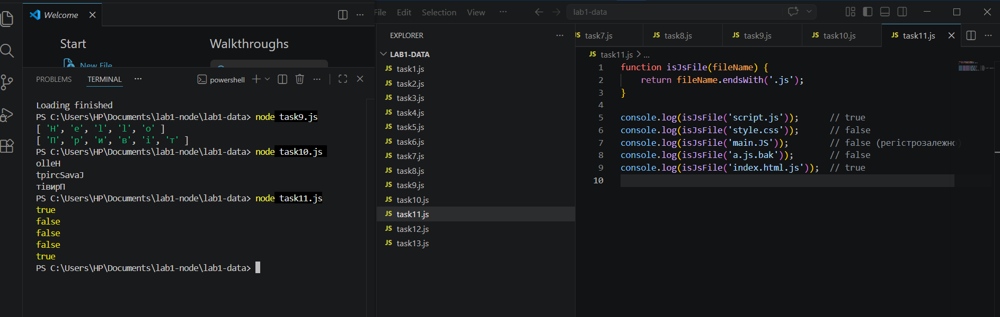 Welcome
Start
Walkthroughs
New File
PROBLEMS TERMINAL ... powershell
Loading finished
PS C:\Users\HP\Documents\lab1-node\lab1-data> node task9.js
[ 'H', 'e', 'l', 'l', 'o' ]
[ 'П', 'р', 'и', 'в', 'і', 'т' ]
PS C:\Users\HP\Documents\lab1-node\lab1-data> node task10.js
olleH
tpircSavaJ
тівирП
PS C:\Users\HP\Documents\lab1-node\lab1-data> node task11.js
true
false
false
false
true
PS C:\Users\HP\Documents\lab1-node\lab1-data>
File Edit Selection View ... lab1-data
EXPLORER ...
LAB1-DATA
JS task1.js
JS task2.js
JS task3.js
JS task4.js
JS task5.js
JS task6.js
JS task7.js
JS task8.js
JS task9.js
JS task10.js
JS task11.js
JS task12.js
JS task13.js
JS task7.js JS task8.js JS task9.js JS task10.js JS task11.js
JS task11.js > ...
1 function isJsFile(fileName) {
2 return fileName.endsWith('.js');
3 }
4
5 console.log(isJsFile('script.js')); // true
6 console.log(isJsFile('style.css')); // false
7 console.log(isJsFile('main.JS')); // false (регістрозалежно)
8 console.log(isJsFile('a.js.bak')); // false
9 console.log(isJsFile('index.html.js')); // true
10